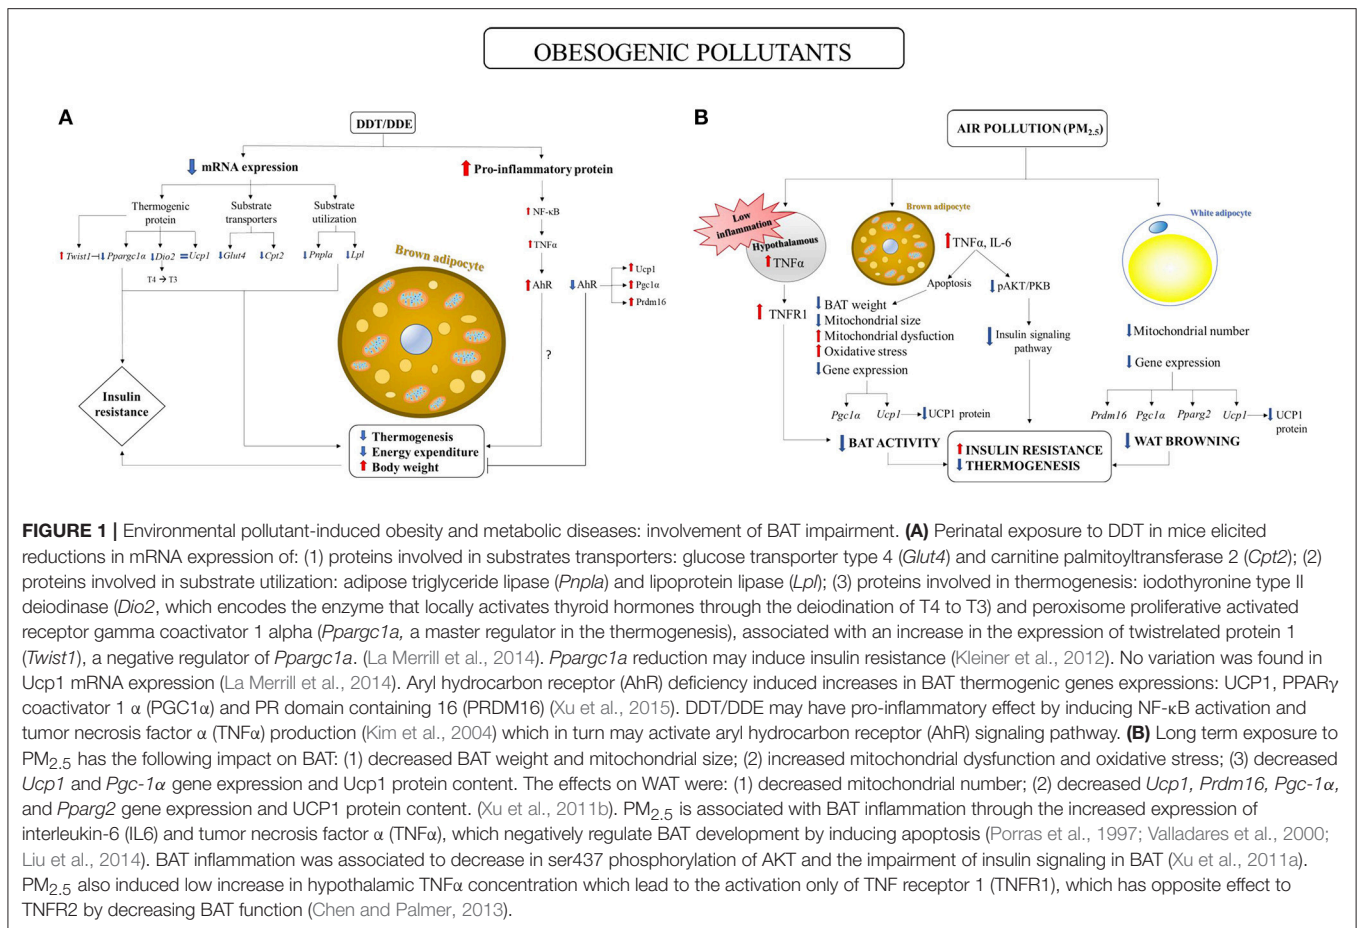 OBESOGENIC POLLUTANTS
A
DDT/DDE
mRNA expression
Pro-inflammatory protein
Thermogenic
protein
Substrate
transporters
Substrate
utilization
Twist1
Ppargc1α
Dio2
Ucp1
Glut4
Cpt2
Pnpla
Lpl
T4 → T3
NF-κB
TNFα
AhR
AhR
Ucp1
Pgc1α
Prdm16
?
Brown adipocyte
Insulin
resistance
Thermogenesis
Energy expenditure
Body weight
B
AIR POLLUTION (PM2.5)
Low
inflammation
Hypothalamous
TNFα
TNFR1
Brown adipocyte
TNFα, IL-6
Apoptosis
pAKT/PKB
BAT weight
Mitochondrial size
Mitochondrial dysfuction
Oxidative stress
Gene expression
Insulin signaling
pathway
Pgc1α
Ucp1
UCP1 protein
BAT ACTIVITY
White adipocyte
Mitochondrial number
Gene expression
Prdm16
Pgc1α
Pparg2
Ucp1
UCP1
protein
WAT BROWNING
INSULIN RESISTANCE
THERMOGENESIS
FIGURE 1 | Environmental pollutant-induced obesity and metabolic diseases: involvement of BAT impairment. (A) Perinatal exposure to DDT in mice elicited
reductions in mRNA expression of: (1) proteins involved in substrates transporters: glucose transporter type 4 (Glut4) and carnitine palmitoyltransferase 2 (Cpt2); (2)
proteins involved in substrate utilization: adipose triglyceride lipase (Pnpla) and lipoprotein lipase (Lpl); (3) proteins involved in thermogenesis: iodothyronine type II
deiodinase (Dio2, which encodes the enzyme that locally activates thyroid hormones through the deiodination of T4 to T3) and peroxisome proliferative activated
receptor gamma coactivator 1 alpha (Ppargc1a, a master regulator in the thermogenesis), associated with an increase in the expression of twistrelated protein 1
(Twist1), a negative regulator of Ppargc1a. (La Merrill et al., 2014). Ppargc1a reduction may induce insulin resistance (Kleiner et al., 2012). No variation was found in
Ucp1 mRNA expression (La Merrill et al., 2014). Aryl hydrocarbon receptor (AhR) deficiency induced increases in BAT thermogenic genes expressions: UCP1, PPARγ
coactivator 1 α (PGC1α) and PR domain containing 16 (PRDM16) (Xu et al., 2015). DDT/DDE may have pro-inflammatory effect by inducing NF-κB activation and
tumor necrosis factor α (TNFα) production (Kim et al., 2004) which in turn may activate aryl hydrocarbon receptor (AhR) signaling pathway. (B) Long term exposure to
PM2.5 has the following impact on BAT: (1) decreased BAT weight and mitochondrial size; (2) increased mitochondrial dysfunction and oxidative stress; (3) decreased
Ucp1 and Pgc-1α gene expression and Ucp1 protein content. The effects on WAT were: (1) decreased mitochondrial number; (2) decreased Ucp1, Prdm16, Pgc-1α,
and Pparg2 gene expression and UCP1 protein content. (Xu et al., 2011b). PM2.5 is associated with BAT inflammation through the increased expression of
interleukin-6 (IL6) and tumor necrosis factor α (TNFα), which negatively regulate BAT development by inducing apoptosis (Porras et al., 1997; Valladares et al., 2000;
Liu et al., 2014). BAT inflammation was associated to decrease in ser437 phosphorylation of AKT and the impairment of insulin signaling in BAT (Xu et al., 2011a).
PM2.5 also induced low increase in hypothalamic TNFα concentration which lead to the activation only of TNF receptor 1 (TNFR1), which has opposite effect to
TNFR2 by decreasing BAT function (Chen and Palmer, 2013).